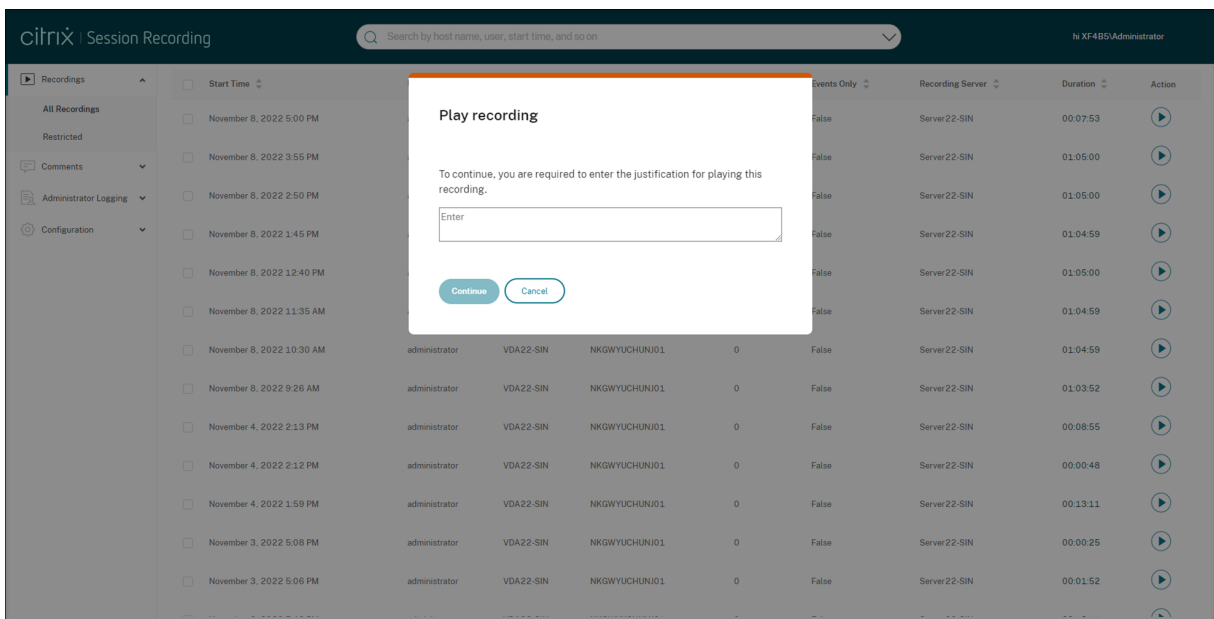 citrix | Session Recording
Search by host name, user, start time, and so on
hi XF4B5\Administrator
Recordings
All Recordings
Restricted
Comments
Administrator Logging
Configuration
Start Time Events Only Recording Server Duration Action
November 8, 2022 5:00 PM False Server22-SIN 00:07:53
November 8, 2022 3:55 PM False Server22-SIN 01:05:00
November 8, 2022 2:50 PM False Server22-SIN 01:05:00
November 8, 2022 1:45 PM False Server22-SIN 01:04:59
November 8, 2022 12:40 PM False Server22-SIN 01:05:00
November 8, 2022 11:35 AM False Server22-SIN 01:04:59
Play recording
To continue, you are required to enter the justification for playing this
recording.
Enter
Continue Cancel
November 8, 2022 10:30 AM administrator VDA22-SIN NKGWYUCHUNJ01 0 False Server22-SIN 01:04:59
November 8, 2022 9:26 AM administrator VDA22-SIN NKGWYUCHUNJ01 0 False Server22-SIN 01:03:52
November 4, 2022 2:13 PM administrator VDA22-SIN NKGWYUCHUNJ01 0 False Server22-SIN 00:08:55
November 4, 2022 2:12 PM administrator VDA22-SIN NKGWYUCHUNJ01 0 False Server22-SIN 00:00:48
November 4, 2022 1:59 PM administrator VDA22-SIN NKGWYUCHUNJ01 0 False Server22-SIN 00:13:11
November 3, 2022 5:08 PM administrator VDA22-SIN NKGWYUCHUNJ01 0 False Server22-SIN 00:00:25
November 3, 2022 5:06 PM administrator VDA22-SIN NKGWYUCHUNJ01 0 False Server22-SIN 00:01:52